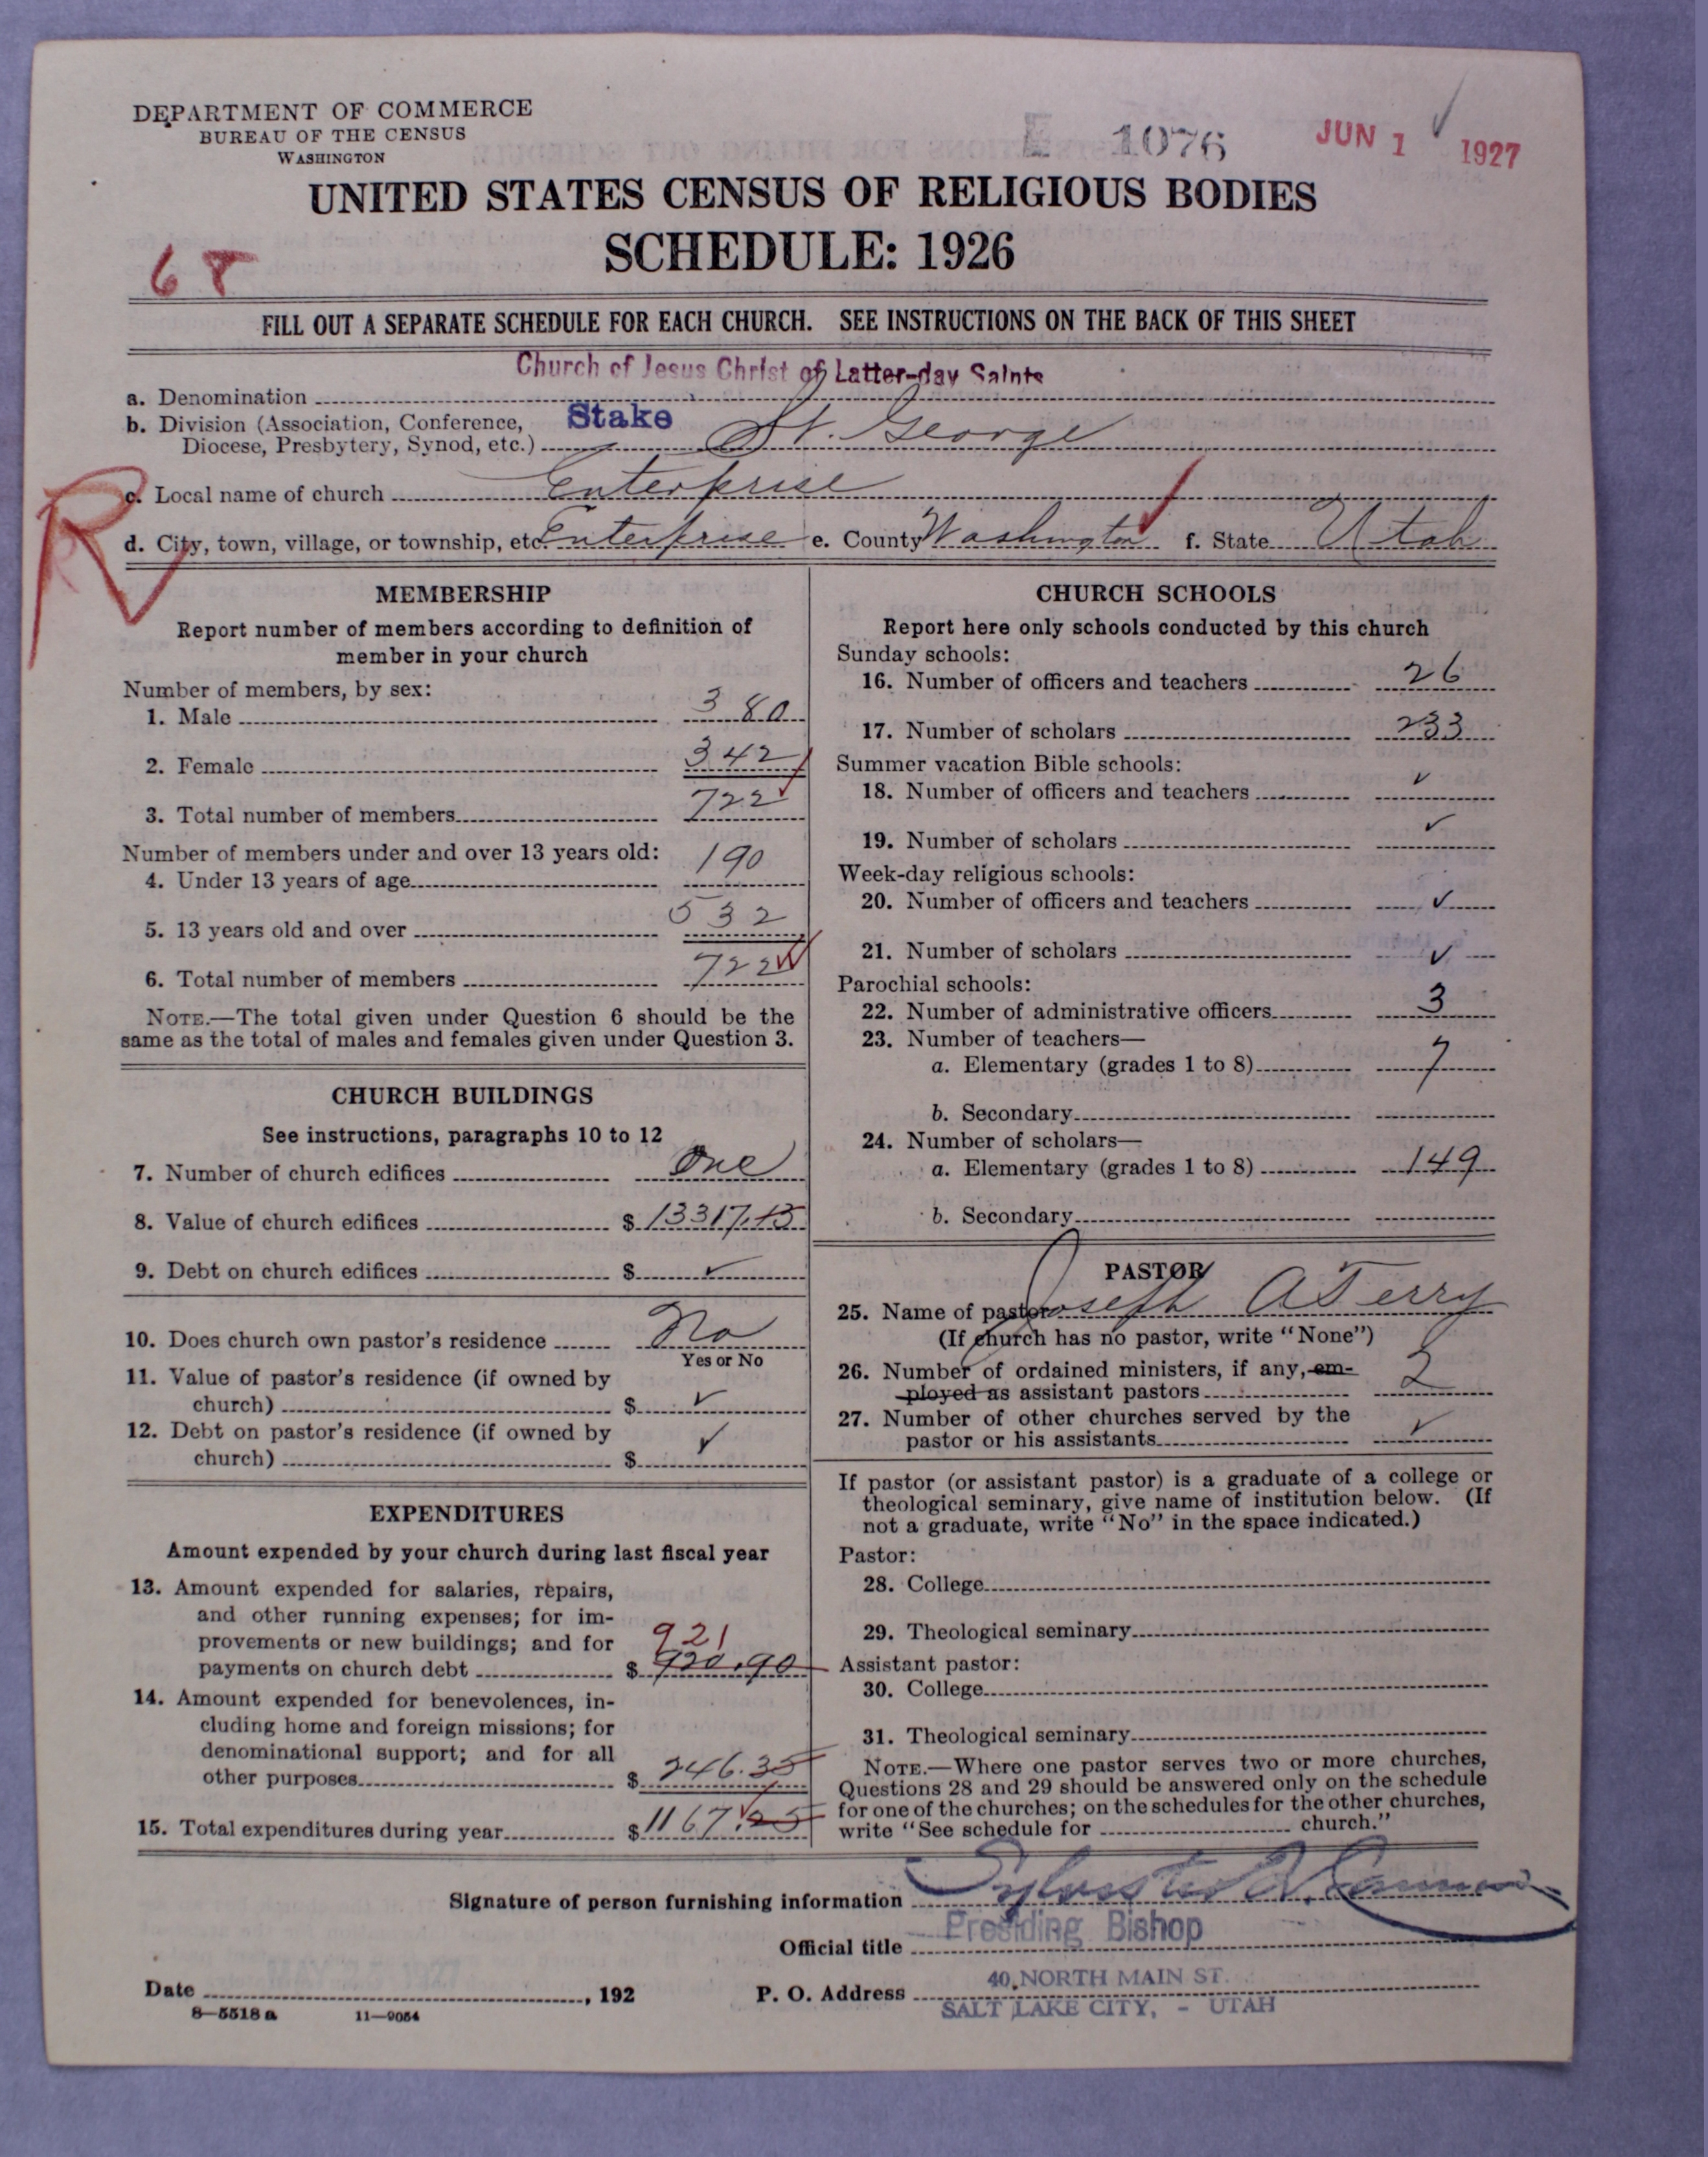 DEPARTMENT OF COMMERCE
BUREAU OF THE CENSUS
WASHINGTON
E 1076
JUN 1 1927
UNITED STATES CENSUS OF RELIGIOUS BODIES
SCHEDULE: 1926
FILL OUT A SEPARATE SCHEDULE FOR EACH CHURCH. SEE INSTRUCTIONS ON THE BACK OF THIS SHEET
Church of Jesus Christ of Latter-day Saints
a. Denomination
b. Division (Association, Conference, Stake St. George
Diocese, Presbytery, Synod, etc.)
c. Local name of church Enterprise
d. City, town, village, or township, etc. Enterprise e. County Washington f. State Utah
MEMBERSHIP
Report number of members according to definition of
member in your church
Number of members, by sex:
1. Male 380
2. Female 342
3. Total number of members 722
Number of members under and over 13 years old:
4. Under 13 years of age 190
5. 13 years old and over 532
6. Total number of members 722
NOTE.—The total given under Question 6 should be the
same as the total of males and females given under Question 3.
CHURCH BUILDINGS
See instructions, paragraphs 10 to 12
7. Number of church edifices One
8. Value of church edifices $ 13317.15
9. Debt on church edifices $ ✓
10. Does church own pastor's residence No
Yes or No
11. Value of pastor's residence (if owned by
church) $ ✓
12. Debt on pastor's residence (if owned by
church) $ ✓
EXPENDITURES
Amount expended by your church during last fiscal year
13. Amount expended for salaries, repairs,
and other running expenses; for im-
provements or new buildings; and for 921
payments on church debt $ 920.90
14. Amount expended for benevolences, in-
cluding home and foreign missions; for
denominational support; and for all
other purposes $ 246.35
15. Total expenditures during year $ 1167.25
CHURCH SCHOOLS
Report here only schools conducted by this church
Sunday schools:
16. Number of officers and teachers 26
17. Number of scholars 233
Summer vacation Bible schools:
18. Number of officers and teachers ✓
19. Number of scholars ✓
Week-day religious schools:
20. Number of officers and teachers ✓
21. Number of scholars ✓
Parochial schools:
22. Number of administrative officers 3
23. Number of teachers—
a. Elementary (grades 1 to 8) 7
b. Secondary
24. Number of scholars—
a. Elementary (grades 1 to 8) 149
b. Secondary
PASTOR
25. Name of pastor Joseph A Terry
(If church has no pastor, write "None")
26. Number of ordained ministers, if any, em-
ployed as assistant pastors 2
27. Number of other churches served by the
pastor or his assistants ✓
If pastor (or assistant pastor) is a graduate of a college or
theological seminary, give name of institution below. (If
not a graduate, write "No" in the space indicated.)
Pastor:
28. College
29. Theological seminary
Assistant pastor:
30. College
31. Theological seminary
NOTE.—Where one pastor serves two or more churches,
Questions 28 and 29 should be answered only on the schedule
for one of the churches; on the schedules for the other churches,
write "See schedule for church."
Signature of person furnishing information Sylvester Q. Cannon
Presiding Bishop
Official title
Date , 192
P. O. Address 40 NORTH MAIN ST.
SALT LAKE CITY, - UTAH
8—5518 a 11—9054